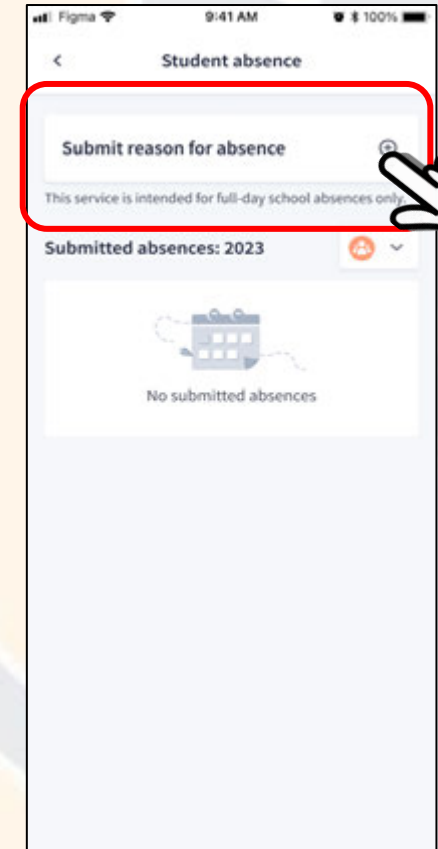 Figma 9:41 AM 100%
Student absence
Submit reason for absence
This service is intended for full-day school absences only.
Submitted absences: 2023
No submitted absences